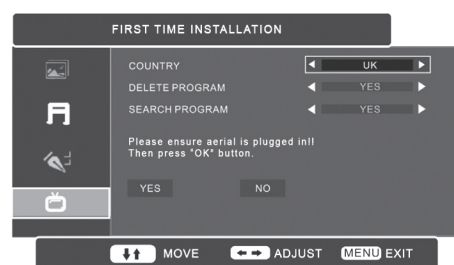 FIRST TIME INSTALLATION
COUNTRY UK
DELETE PROGRAM YES
SEARCH PROGRAM YES
Please ensure aerial is plugged in!!
Then press "OK" button.
YES NO
MOVE ADJUST MENU EXIT